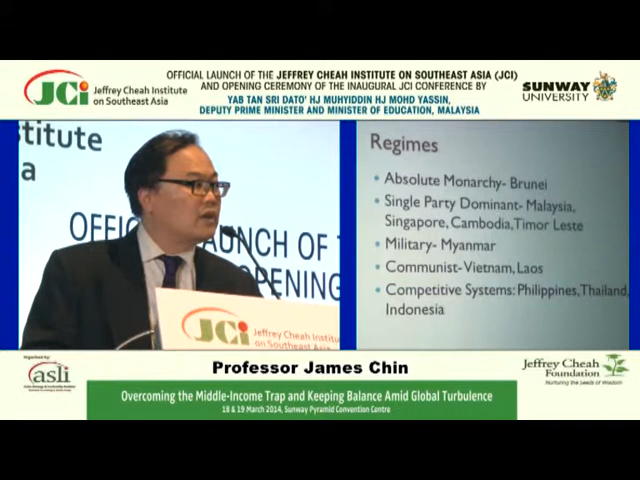 JCi
Jeffrey Cheah Institute
on Southeast Asia
OFFICIAL LAUNCH OF THE JEFFREY CHEAH INSTITUTE ON SOUTHEAST ASIA (JCI)
AND OPENING CEREMONY OF THE INAUGURAL JCI CONFERENCE BY
YAB TAN SRI DATO' HJ MUHYIDDIN HJ MOHD YASSIN,
DEPUTY PRIME MINISTER AND MINISTER OF EDUCATION, MALAYSIA
SUNWAY
UNIVERSITY
stitute
a
OFFICIAL LAUNCH OF
OPENING
JCi
Jeffrey Cheah Institu
on Southeast Asia
Regimes
• Absolute Monarchy- Brunei
• Single Party Dominant- Malaysia,
Singapore, Cambodia, Timor Leste
• Military- Myanmar
• Communist-Vietnam, Laos
• Competitive Systems: Philippines, Thailand,
Indonesia
Organised by:
asli
Professor James Chin
Jeffrey Cheah
Foundation
Nurturing the Seeds of Wisdom
Overcoming the Middle-Income Trap and Keeping Balance Amid Global Turbulence
18 & 19 March 2014, Sunway Pyramid Convention Centre